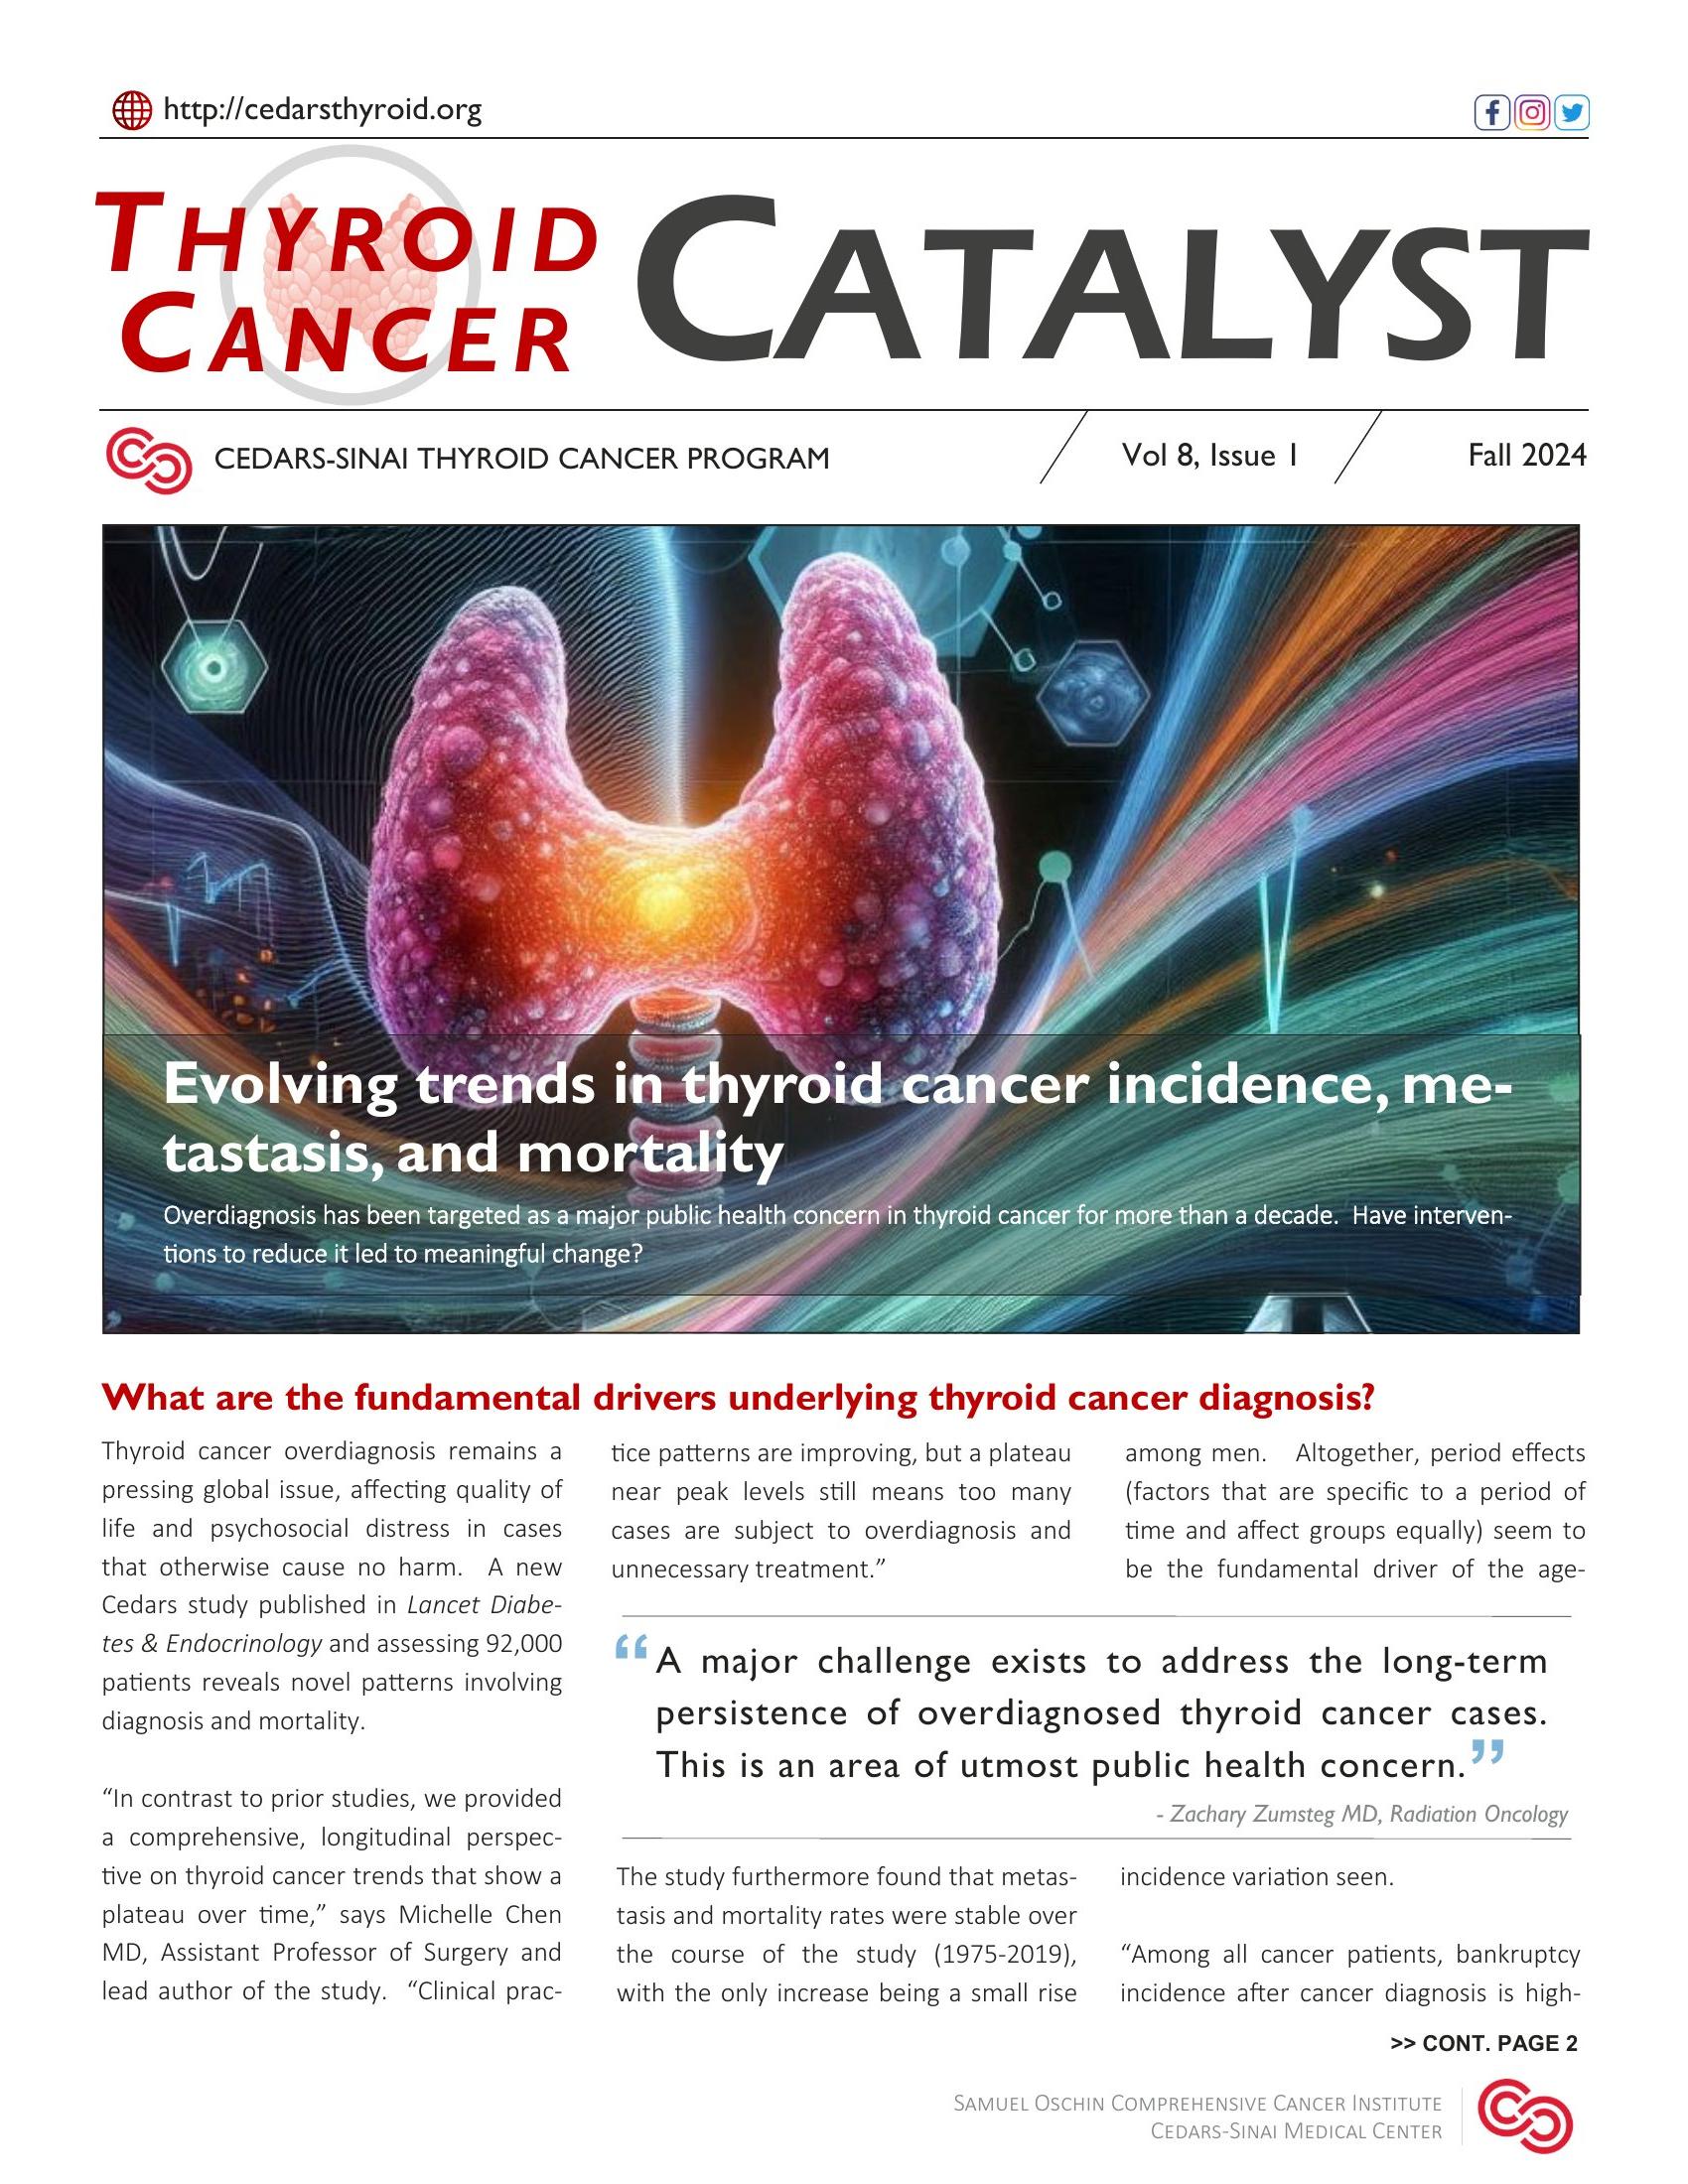 http://cedarsthyroid.org
THYROID
CANCER
CATALYST
CEDARS-SINAI THYROID CANCER PROGRAM
Vol 8, Issue 1
Fall 2024
Evolving trends in thyroid cancer incidence, me-
tastasis, and mortality
Overdiagnosis has been targeted as a major public health concern in thyroid cancer for more than a decade.  Have interven-
tions to reduce it led to meaningful change?
What are the fundamental drivers underlying thyroid cancer diagnosis?
Thyroid cancer overdiagnosis remains a
pressing global issue, affecting quality of
life and psychosocial distress in cases
that otherwise cause no harm.  A new
Cedars study published in Lancet Diabe-
tes & Endocrinology and assessing 92,000
patients reveals novel patterns involving
diagnosis and mortality.
“In contrast to prior studies, we provided
a comprehensive, longitudinal perspec-
tive on thyroid cancer trends that show a
plateau over time,” says Michelle Chen
MD, Assistant Professor of Surgery and
lead author of the study.  “Clinical prac-
tice patterns are improving, but a plateau
near peak levels still means too many
cases are subject to overdiagnosis and
unnecessary treatment.”
The study furthermore found that metas-
tasis and mortality rates were stable over
the course of the study (1975-2019),
with the only increase being a small rise
among men.  Altogether, period effects
(factors that are specific to a period of
time and affect groups equally) seem to
be the fundamental driver of the age-
incidence variation seen.
“Among all cancer patients, bankruptcy
incidence after cancer diagnosis is high-
“A major challenge exists to address the long-term
persistence of overdiagnosed thyroid cancer cases.
This is an area of utmost public health concern.”
- Zachary Zumsteg MD, Radiation Oncology
>> CONT. PAGE 2
SAMUEL OSCHIN COMPREHENSIVE CANCER INSTITUTE
CEDARS-SINAI MEDICAL CENTER